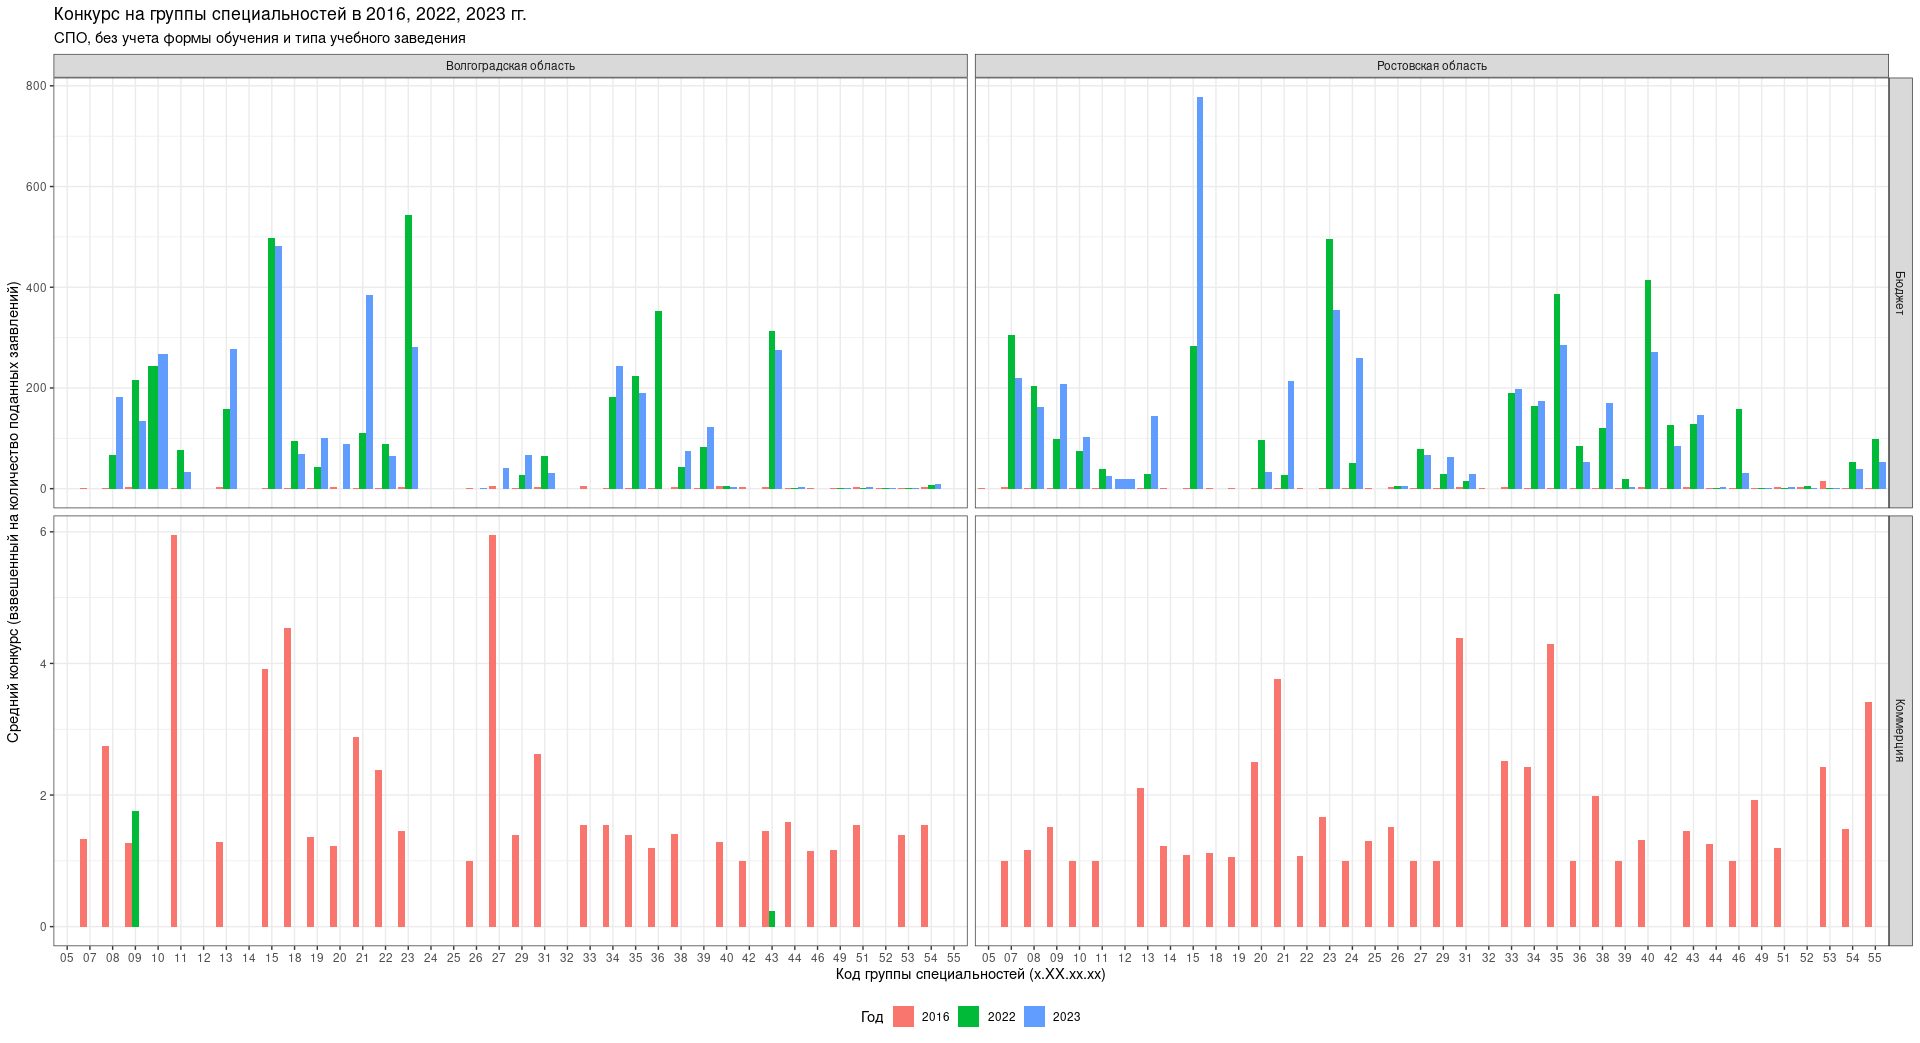 Конкурс на группы специальностей в 2016, 2022, 2023 гг.
СПО, без учета формы обучения и типа учебного заведения
Волгоградская область
Ростовская область
Средний конкурс (взвешенный на количество поданных заявлений)
800
600
400
200
0
Бюджет
6
4
2
0
Коммерция
05 07 08 09 10 11 12 13 14 15 18 19 20 21 22 23 24 25 26 27 29 31 32 33 34 35 36 38 39 40 42 43 44 46 49 51 52 53 54 55
05 07 08 09 10 11 12 13 14 15 18 19 20 21 22 23 24 25 26 27 29 31 32 33 34 35 36 38 39 40 42 43 44 46 49 51 52 53 54 55
Код группы специальностей (x.XX.xx.xx)
Год 2016 2022 2023